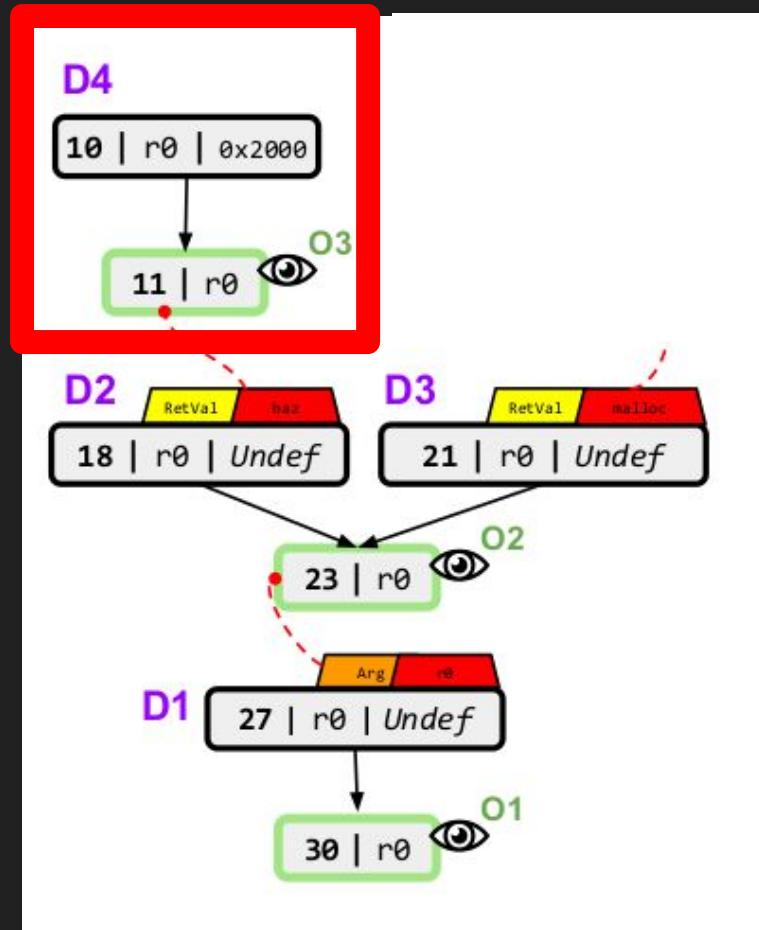 D4
10 | r0 | 0x2000
O3
11 | r0
D2
RetVal baz
D3
RetVal malloc
18 | r0 | Undef
21 | r0 | Undef
O2
23 | r0
Arg r0
D1
27 | r0 | Undef
O1
30 | r0